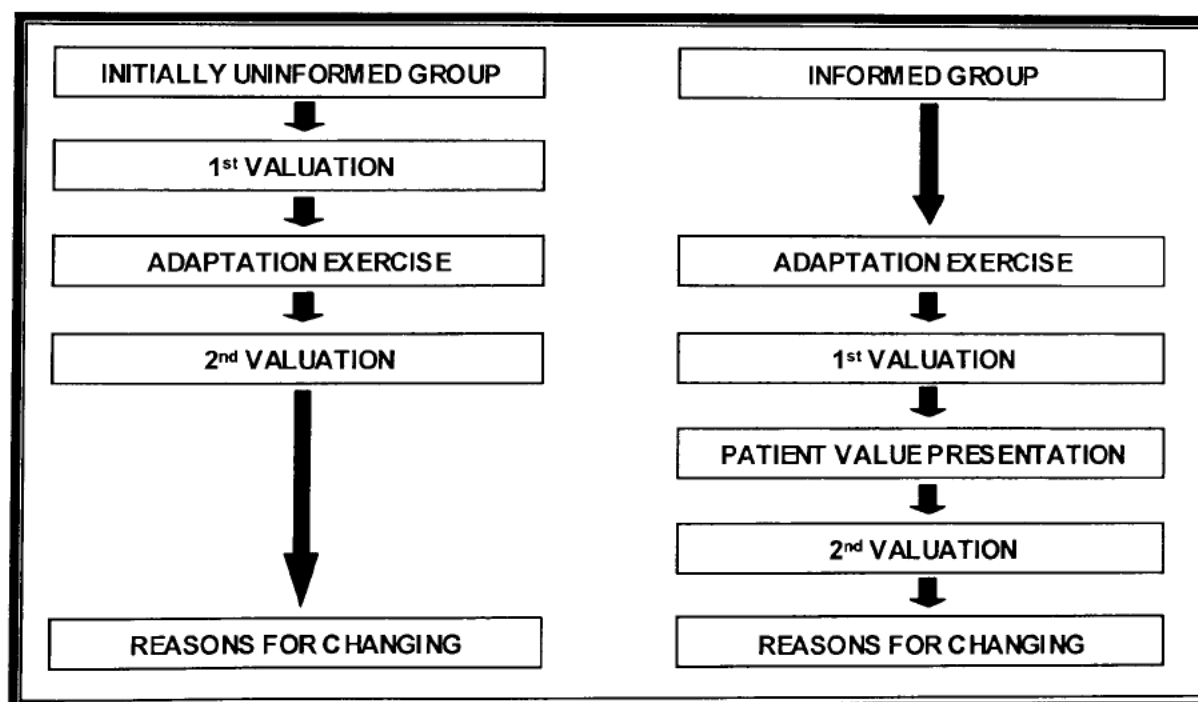 INITIALLY UNINFORMED GROUP
1st VALUATION
ADAPTATION EXERCISE
2nd VALUATION
REASONS FOR CHANGING
INFORMED GROUP
ADAPTATION EXERCISE
1st VALUATION
PATIENT VALUE PRESENTATION
2nd VALUATION
REASONS FOR CHANGING